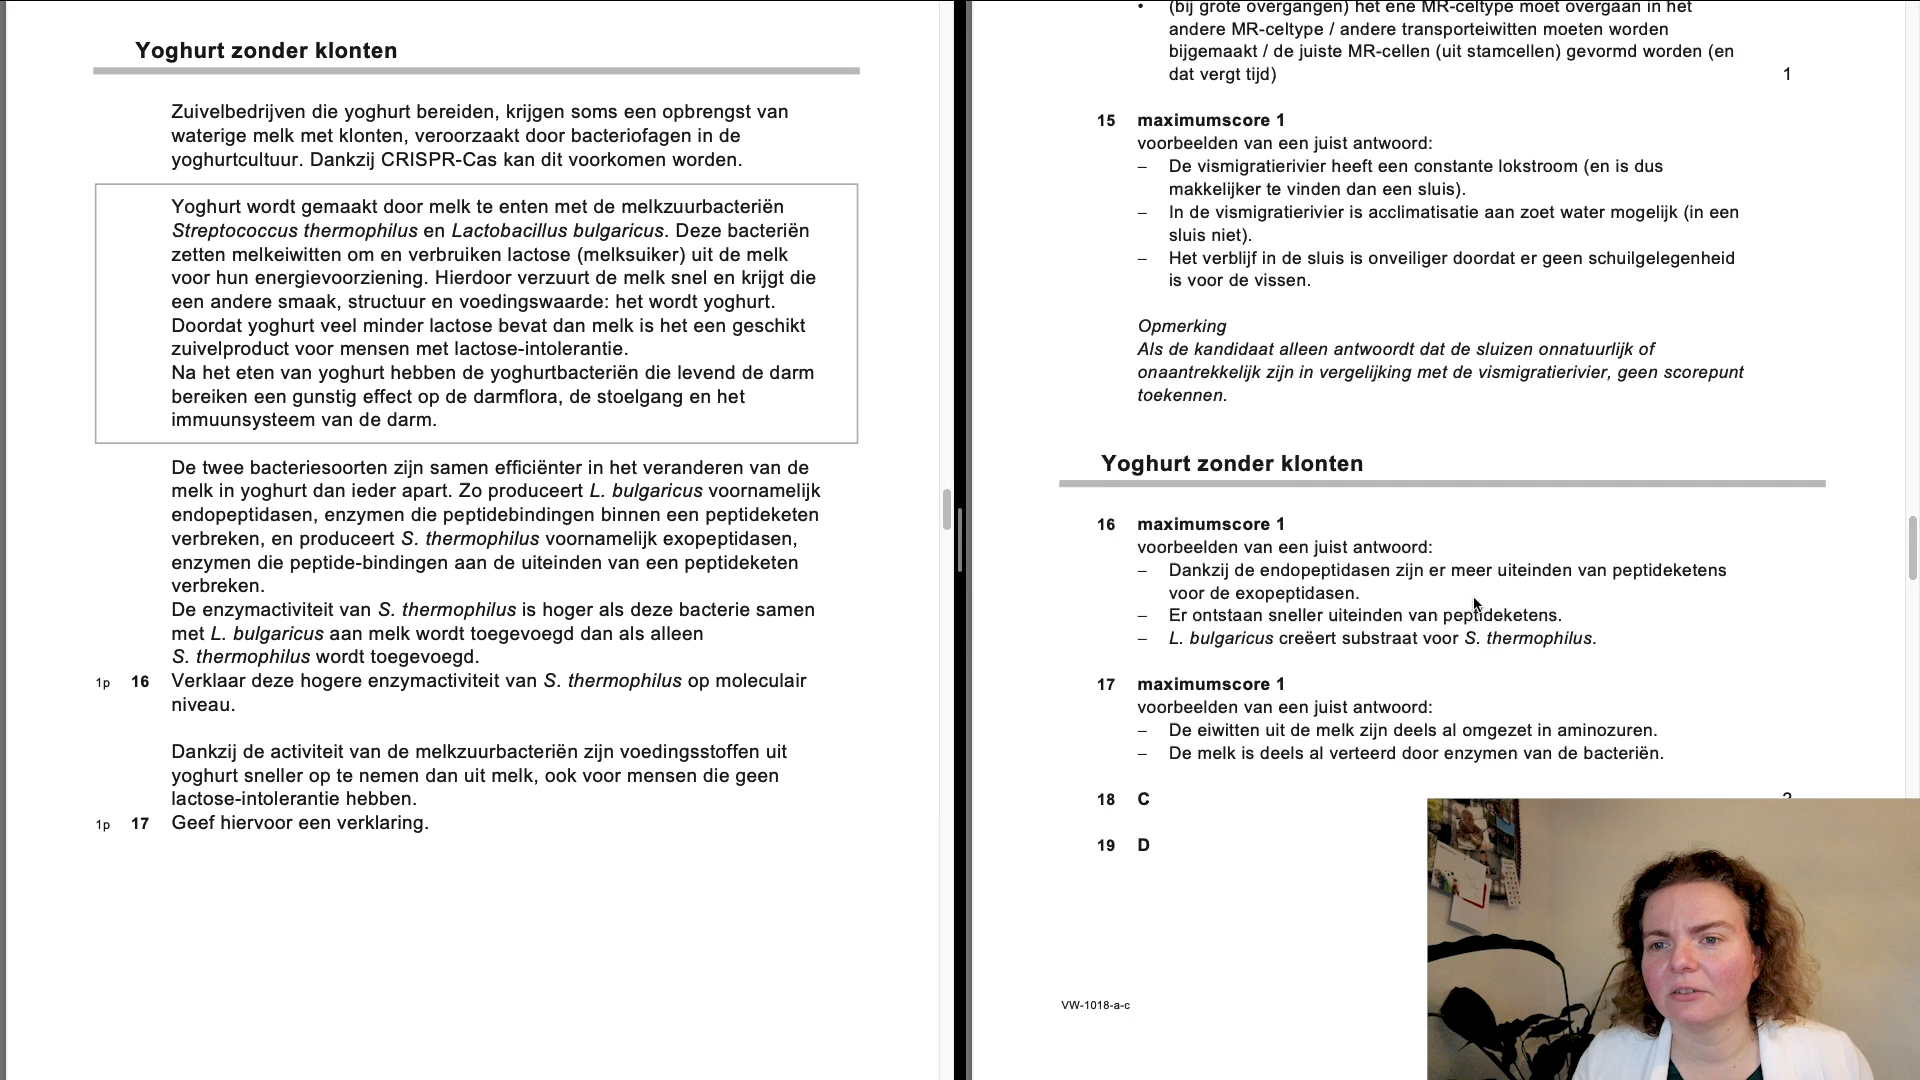 Yoghurt zonder klonten
Zuivelbedrijven die yoghurt bereiden, krijgen soms een opbrengst van
waterige melk met klonten, veroorzaakt door bacteriofagen in de
yoghurtcultuur. Dankzij CRISPR-Cas kan dit voorkomen worden.
Yoghurt wordt gemaakt door melk te enten met de melkzuurbacteriën
Streptococcus thermophilus en Lactobacillus bulgaricus. Deze bacteriën
zetten melkeiwitten om en verbruiken lactose (melksuiker) uit de melk
voor hun energievoorziening. Hierdoor verzuurt de melk snel en krijgt die
een andere smaak, structuur en voedingswaarde: het wordt yoghurt.
Doordat yoghurt veel minder lactose bevat dan melk is het een geschikt
zuivelproduct voor mensen met lactose-intolerantie.
Na het eten van yoghurt hebben de yoghurtbacteriën die levend de darm
bereiken een gunstig effect op de darmflora, de stoelgang en het
immuunsysteem van de darm.
De twee bacteriesoorten zijn samen efficiënter in het veranderen van de
melk in yoghurt dan ieder apart. Zo produceert L. bulgaricus voornamelijk
endopeptidasen, enzymen die peptidebindingen binnen een peptideketen
verbreken, en produceert S. thermophilus voornamelijk exopeptidasen,
enzymen die peptide-bindingen aan de uiteinden van een peptideketen
verbreken.
De enzymactiviteit van S. thermophilus is hoger als deze bacterie samen
met L. bulgaricus aan melk wordt toegevoegd dan als alleen
S. thermophilus wordt toegevoegd.
1p 16 Verklaar deze hogere enzymactiviteit van S. thermophilus op moleculair
niveau.
Dankzij de activiteit van de melkzuurbacteriën zijn voedingsstoffen uit
yoghurt sneller op te nemen dan uit melk, ook voor mensen die geen
lactose-intolerantie hebben.
1p 17 Geef hiervoor een verklaring.
• (bij grote overgangen) het ene MR-celtype moet overgaan in het
andere MR-celtype / andere transporteiwitten moeten worden
bijgemaakt / de juiste MR-cellen (uit stamcellen) gevormd worden (en
dat vergt tijd) 1
15 maximumscore 1
voorbeelden van een juist antwoord:
– De vismigratierivier heeft een constante lokstroom (en is dus
makkelijker te vinden dan een sluis).
– In de vismigratierivier is acclimatisatie aan zoet water mogelijk (in een
sluis niet).
– Het verblijf in de sluis is onveiliger doordat er geen schuilgelegenheid
is voor de vissen.
Opmerking
Als de kandidaat alleen antwoordt dat de sluizen onnatuurlijk of
onaantrekkelijk zijn in vergelijking met de vismigratierivier, geen scorepunt
toekennen.
Yoghurt zonder klonten
16 maximumscore 1
voorbeelden van een juist antwoord:
– Dankzij de endopeptidasen zijn er meer uiteinden van peptideketens
voor de exopeptidasen.
– Er ontstaan sneller uiteinden van peptideketens.
– L. bulgaricus creëert substraat voor S. thermophilus.
17 maximumscore 1
voorbeelden van een juist antwoord:
– De eiwitten uit de melk zijn deels al omgezet in aminozuren.
– De melk is deels al verteerd door enzymen van de bacteriën.
18 C
19 D
VW-1018-a-c